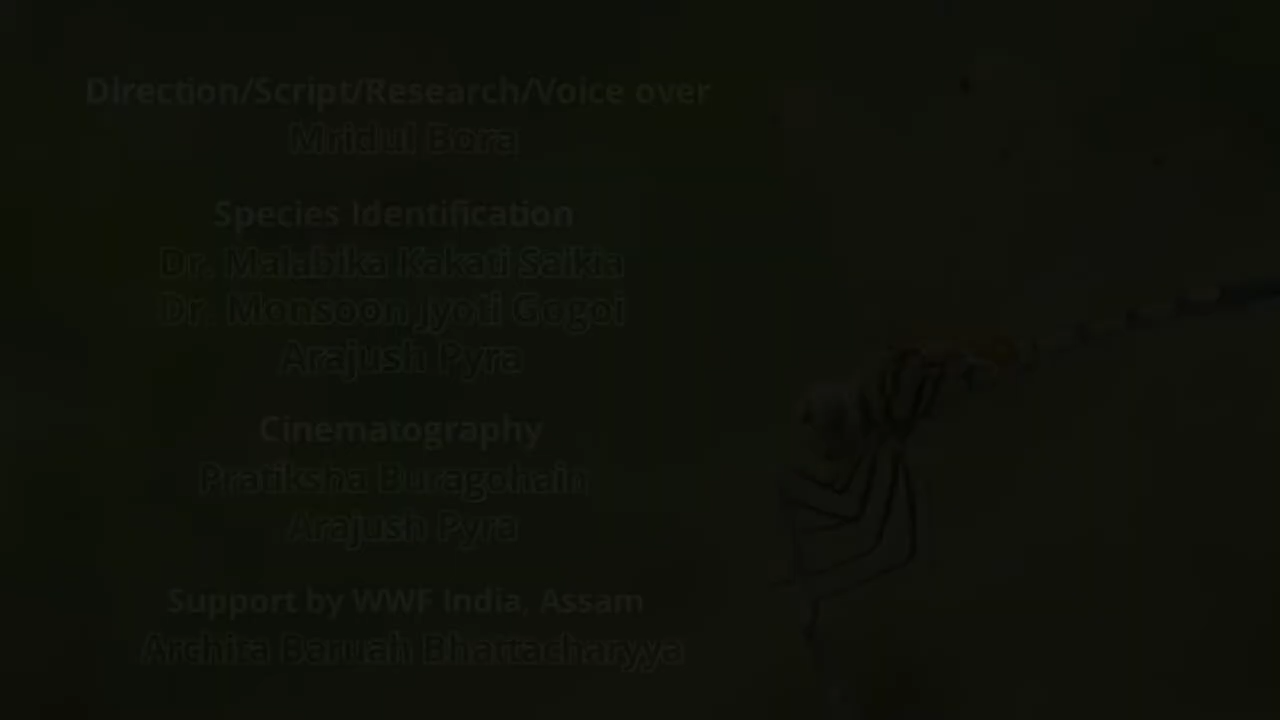 Direction/Script/Research/Voice over
Mridul Bora
Species Identification
Dr. Malabika Kakati Saikia
Dr. Monsoon Jyoti Gogoi
Arajush Pyra
Cinematography
Pratiksha Buragohain
Arajush Pyra
Support by WWF India, Assam
Archita Baruah Bhattacharyya